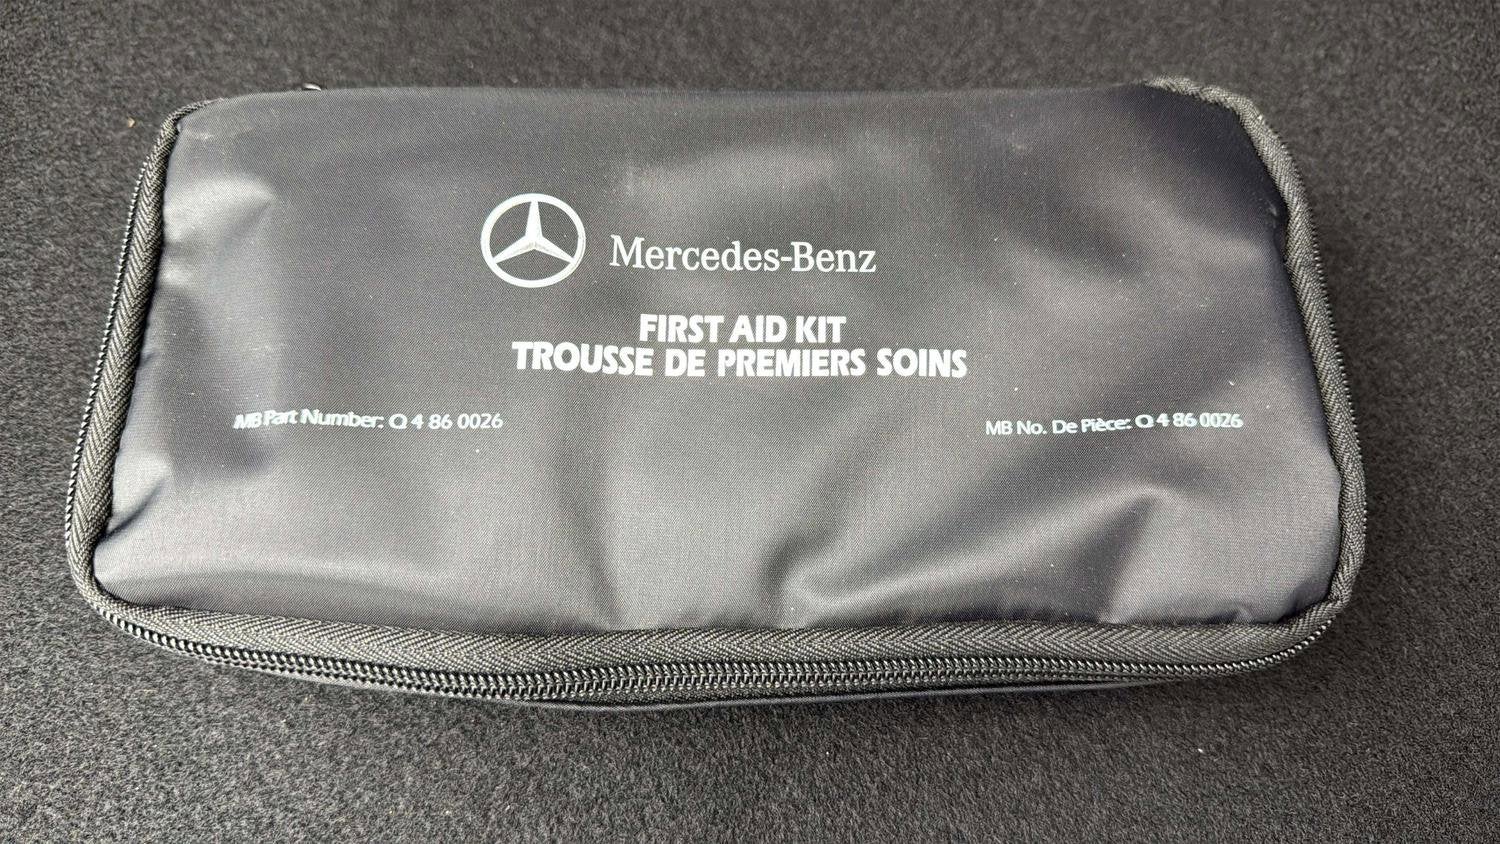 Mercedes-Benz
FIRST AID KIT
TROUSSE DE PREMIERS SOINS
MB Part Number: Q 4 86 0026
MB No. De Pièce: Q 4 86 0026